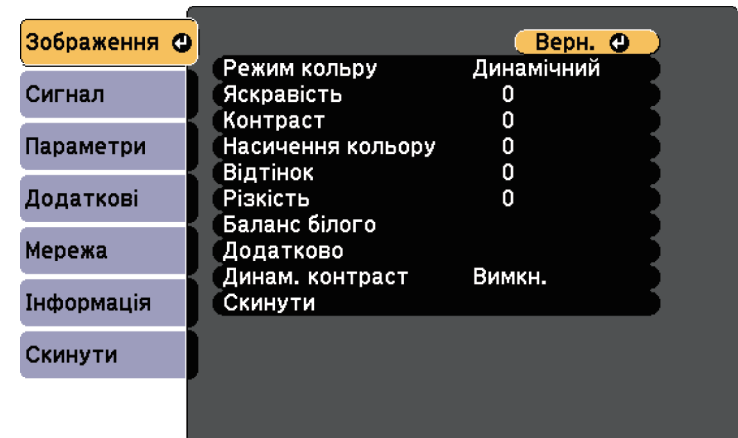 Зображення
Сигнал
Параметри
Додаткові
Мережа
Інформація
Скинути
Верн.
Режим кольру Динамічний
Яскравість 0
Контраст 0
Насичення кольору 0
Відтінок 0
Різкість 0
Баланс білого
Додатково
Динам. контраст Вимкн.
Скинути